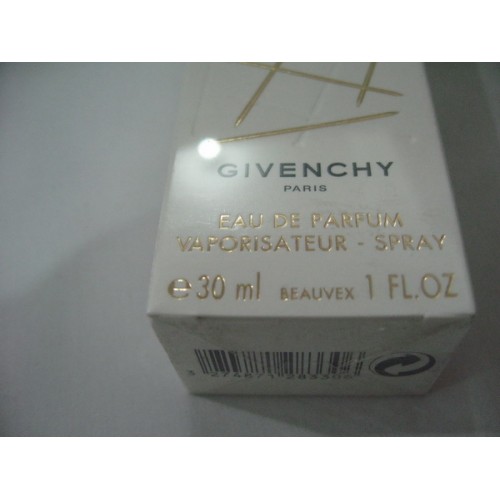 GIVENCHY
PARIS
EAU DE PARFUM
VAPORISATEUR - SPRAY
℮30 ml BEAUVEX 1 FL.OZ